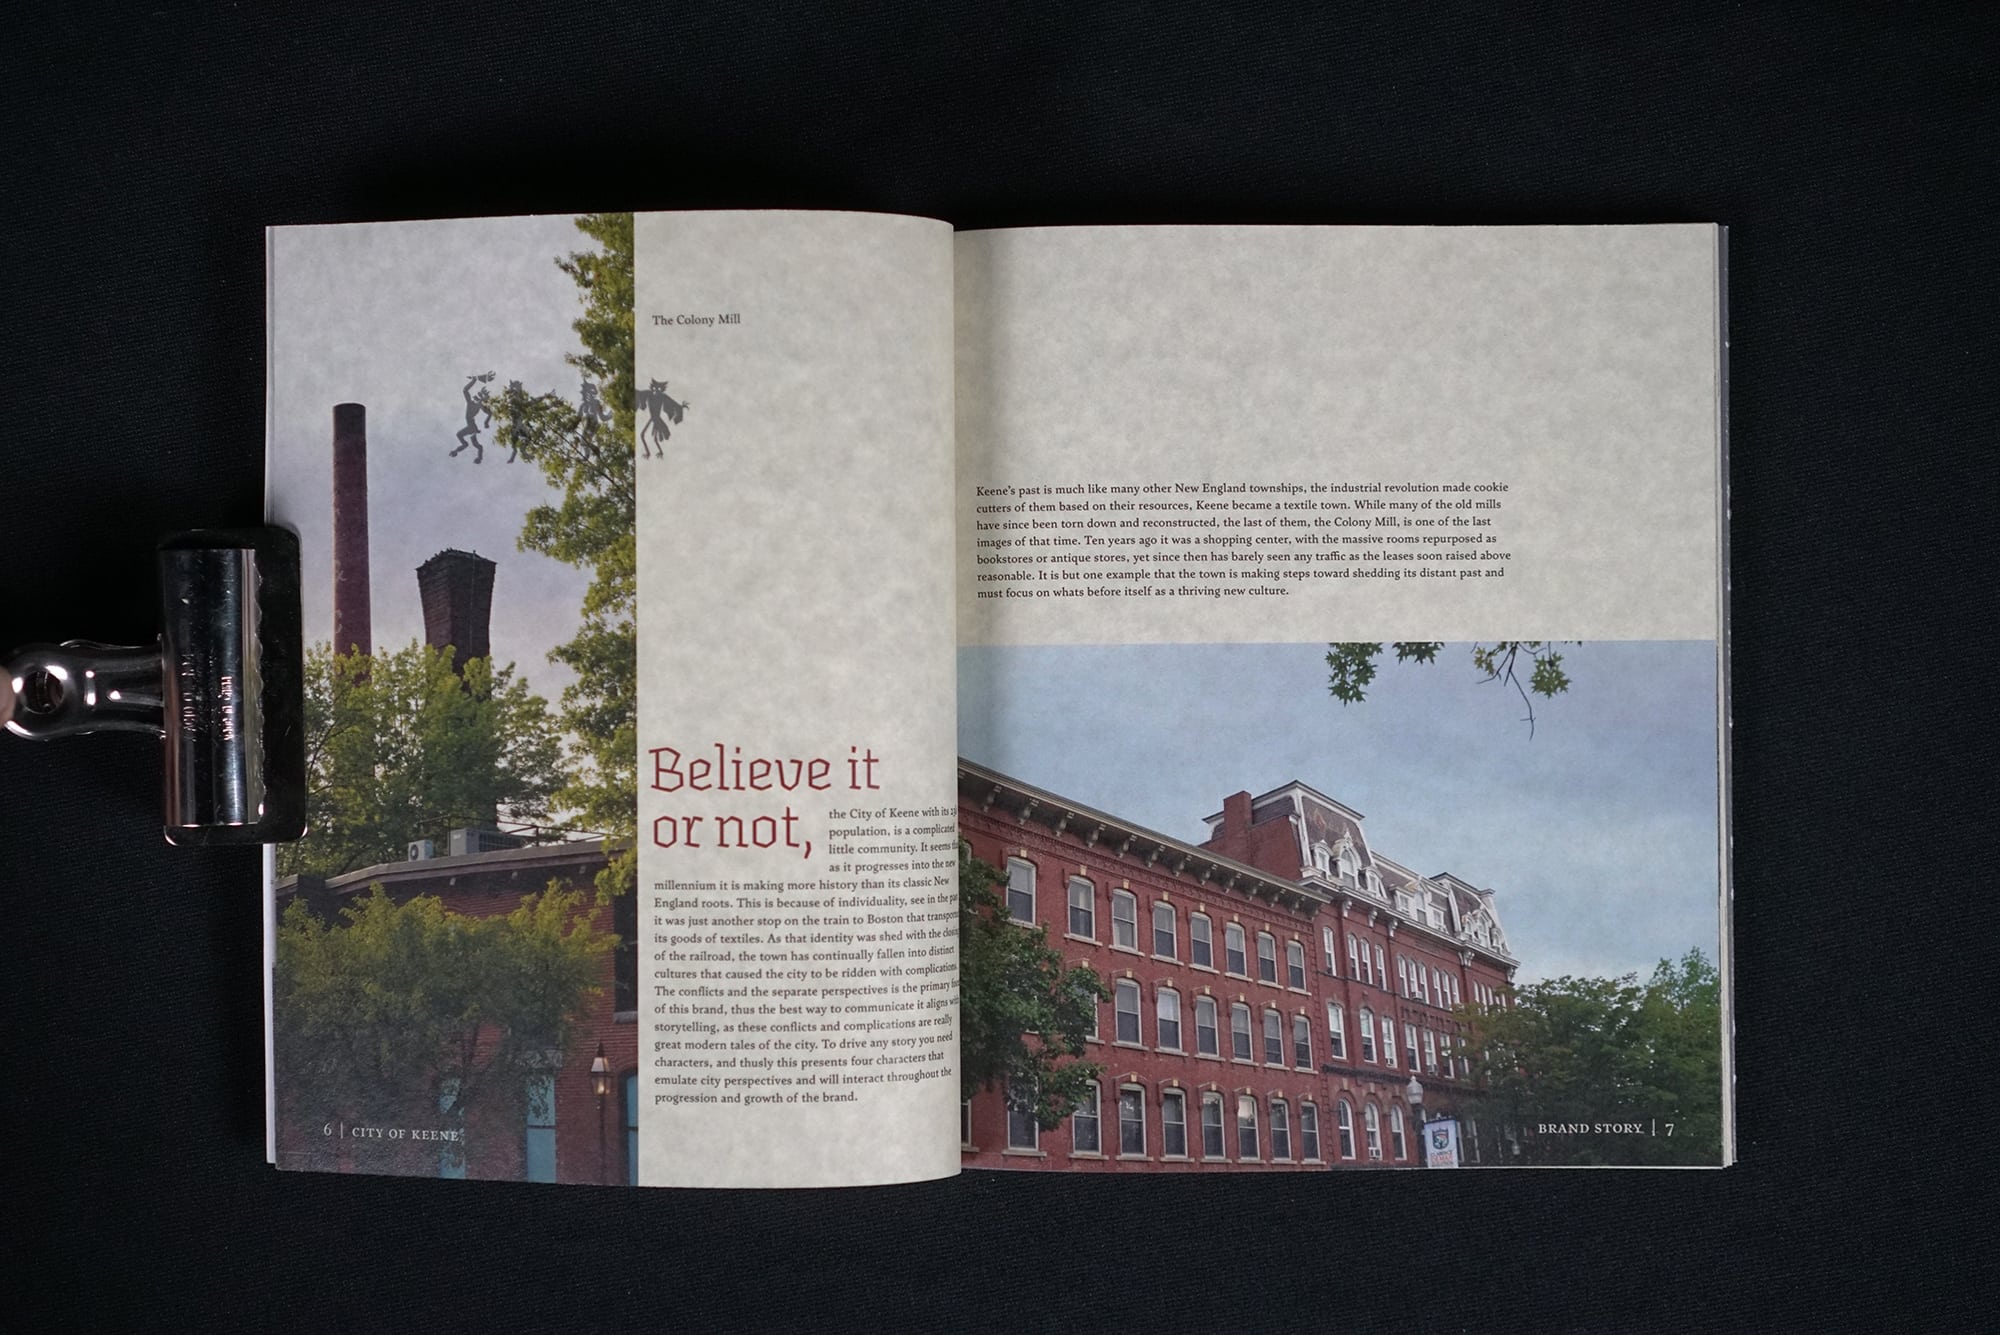 The Colony Mill
Believe it
or not,
the City of Keene with its
population, is a complicated
little community. It seems
as it progresses into the new
millennium it is making more history than its classic New
England roots. This is because of individuality, see in the
it was just another stop on the train to Boston that
its goods of textiles. As that identity was shed with the closing
of the railroad, the town has continually fallen into distinct
cultures that caused the city to be ridden with complications.
The conflicts and the separate perspectives is the primary
of this brand, thus the best way to communicate it aligns
storytelling, as these conflicts and complications are really
great modern tales of the city. To drive any story you need
characters, and thusly this presents four characters that
emulate city perspectives and will interact throughout the
progression and growth of the brand.
6 | CITY OF KEENE
Keene's past is much like many other New England townships, the industrial revolution made cookie
cutters of them based on their resources, Keene became a textile town. While many of the old mills
have since been torn down and reconstructed, the last of them, the Colony Mill, is one of the last
images of that time. Ten years ago it was a shopping center, with the massive rooms repurposed as
bookstores or antique stores, yet since then has barely seen any traffic as the leases soon raised above
reasonable. It is but one example that the town is making steps toward shedding its distant past and
must focus on whats before itself as a thriving new culture.
BRAND STORY | 7